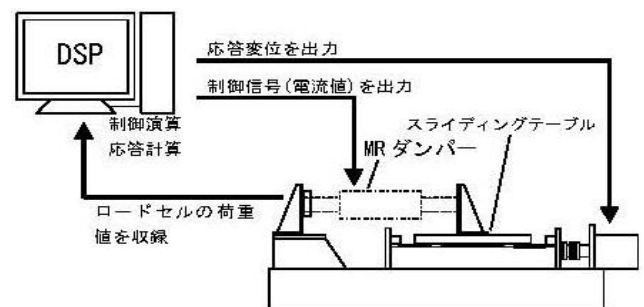 DSP
応答変位を出力
制御信号(電流値)を出力
制御演算
応答計算
スライディングテーブル
MRダンパー
ロードセルの荷重
値を収録